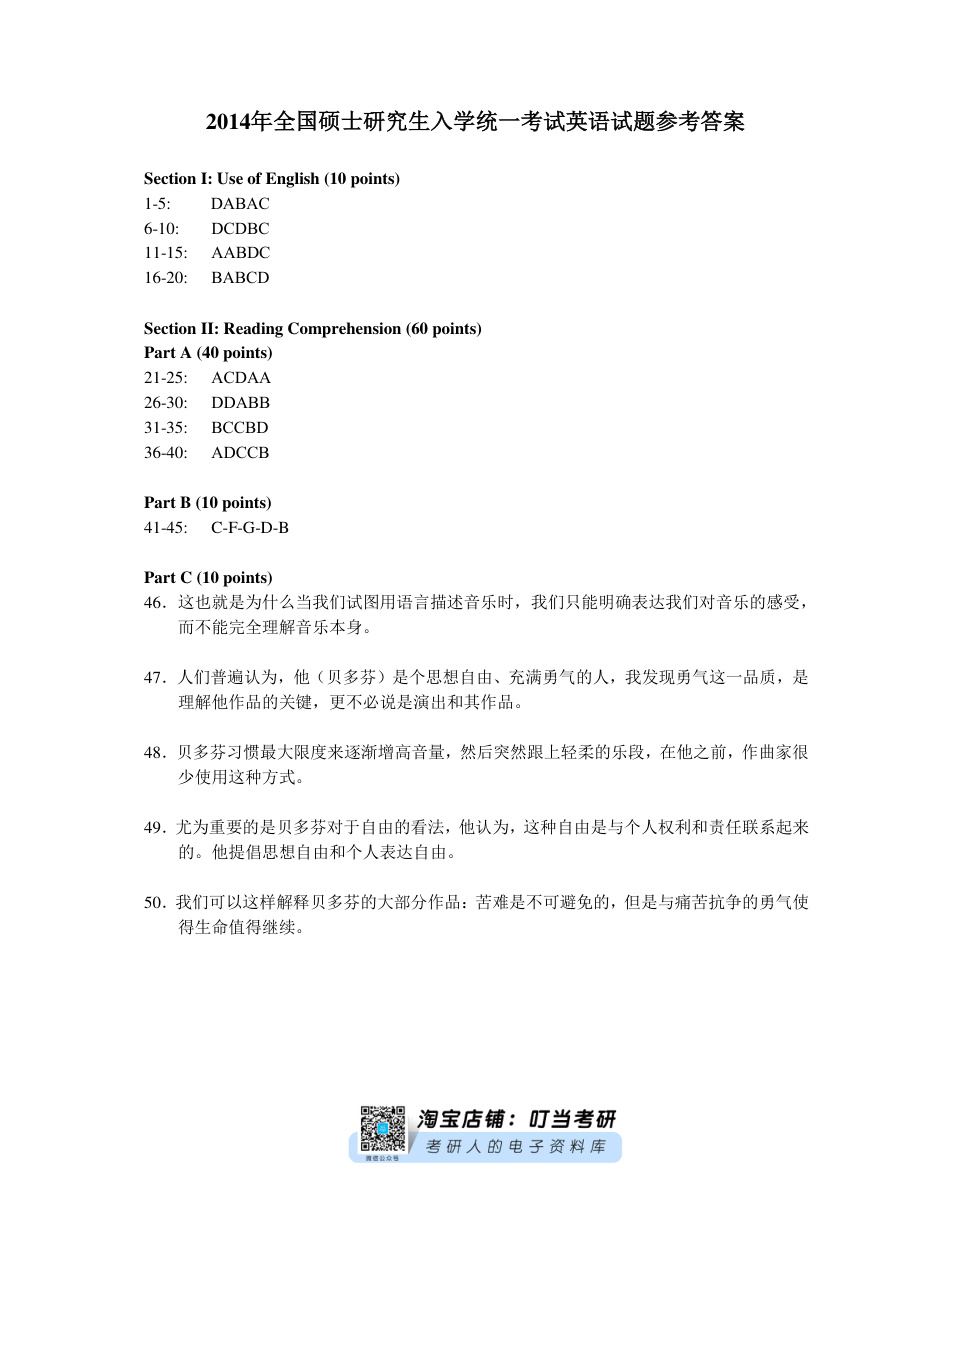 2014年全国硕士研究生入学统一考试英语试题参考答案
Section I: Use of English (10 points)
1-5: DABAC
6-10: DCDBC
11-15: AABDC
16-20: BABCD
Section II: Reading Comprehension (60 points)
Part A (40 points)
21-25: ACDAA
26-30: DDABB
31-35: BCCBD
36-40: ADCCB
Part B (10 points)
41-45: C-F-G-D-B
Part C (10 points)
46. 这也就是为什么当我们试图用语言描述音乐时，我们只能明确表达我们对音乐的感受，
而不能完全理解音乐本身。
47. 人们普遍认为，他（贝多芬）是个思想自由、充满勇气的人，我发现勇气这一品质，是
理解他作品的关键，更不必说是演出和其作品。
48. 贝多芬习惯最大限度来逐渐增高音量，然后突然跟上轻柔的乐段，在他之前，作曲家很
少使用这种方式。
49. 尤为重要的是贝多芬对于自由的看法，他认为，这种自由是与个人权利和责任联系起来
的。他提倡思想自由和个人表达自由。
50. 我们可以这样解释贝多芬的大部分作品：苦难是不可避免的，但是与痛苦抗争的勇气使
得生命值得继续。
淘宝店铺：叮当考研
考研人的电子资料库
微信公众号